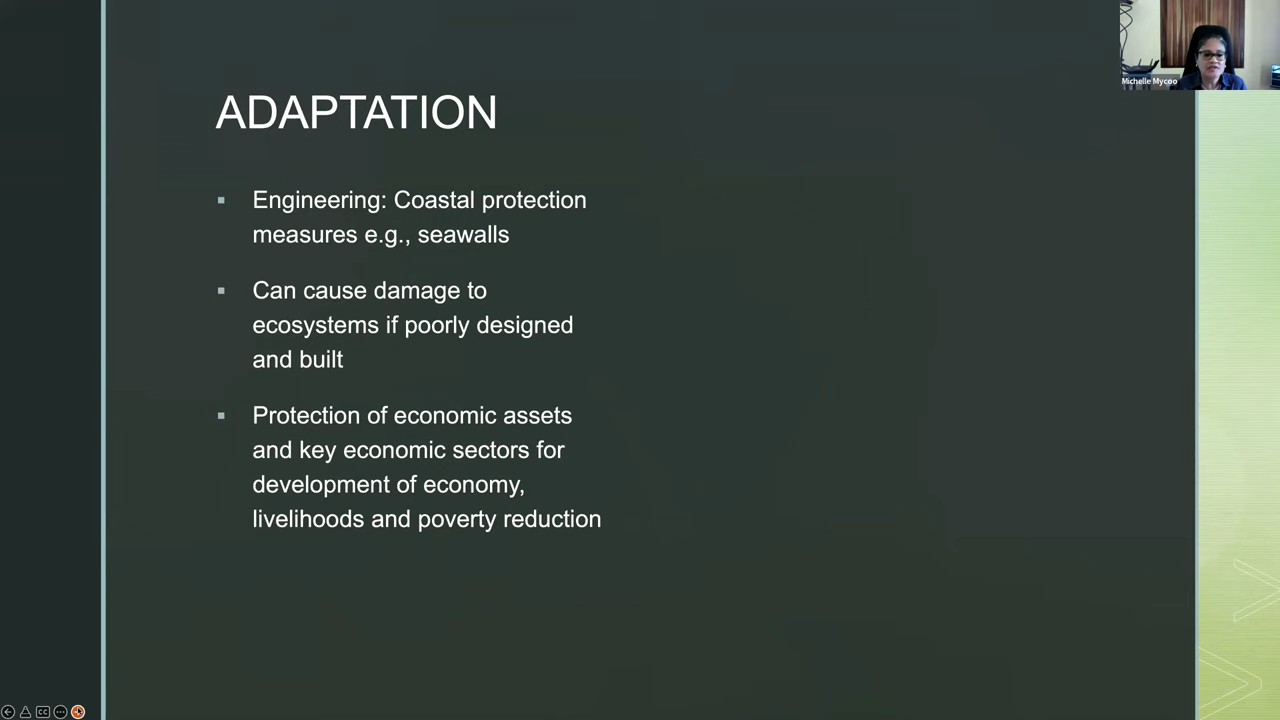 Michelle Mycoo
ADAPTATION
▪ Engineering: Coastal protection
measures e.g., seawalls
▪ Can cause damage to
ecosystems if poorly designed
and built
▪ Protection of economic assets
and key economic sectors for
development of economy,
livelihoods and poverty reduction
CC